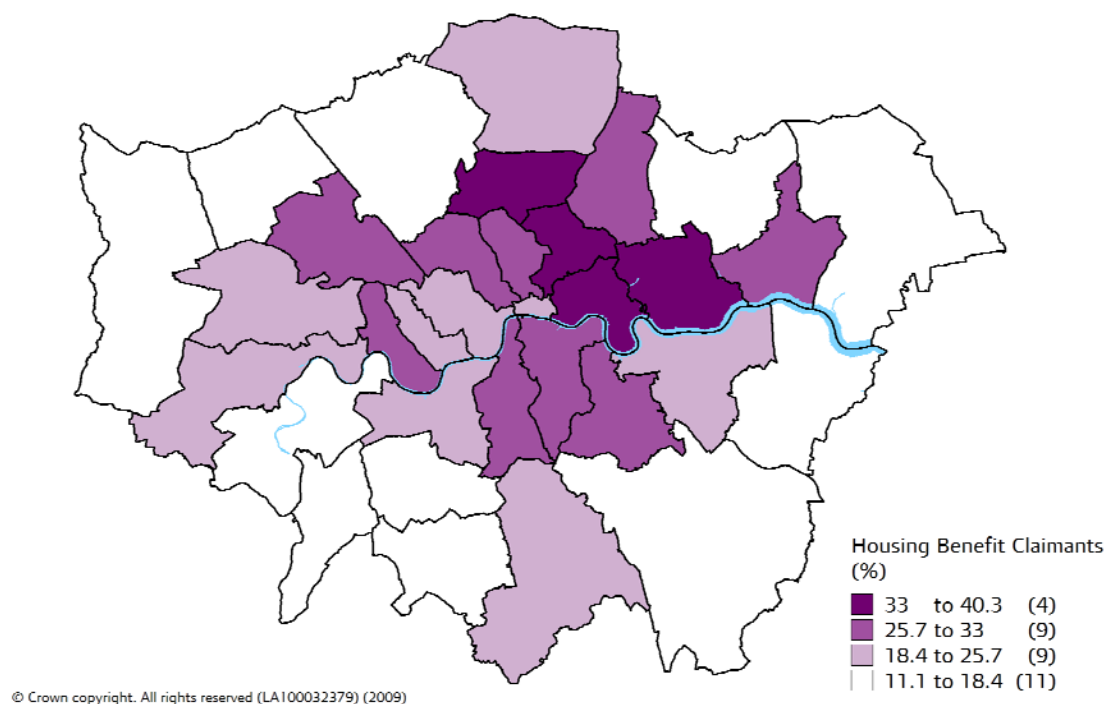 Housing Benefit Claimants
(%)
33 to 40.3 (4)
25.7 to 33 (9)
18.4 to 25.7 (9)
11.1 to 18.4 (11)
© Crown copyright. All rights reserved (LA100032379) (2009)